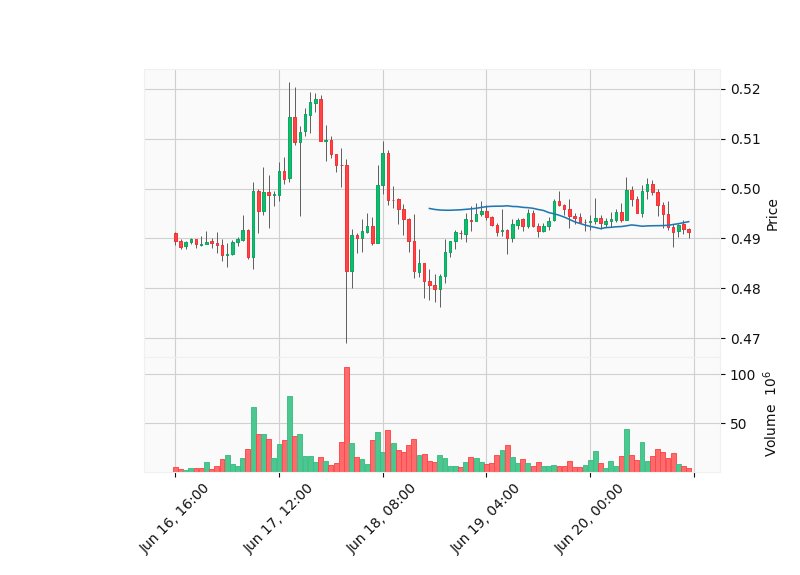 0.52
0.51
0.50
0.49
0.48
0.47
Price
100
50
Volume 10^6
Jun 16, 16:00
Jun 17, 12:00
Jun 18, 08:00
Jun 19, 04:00
Jun 20, 00:00